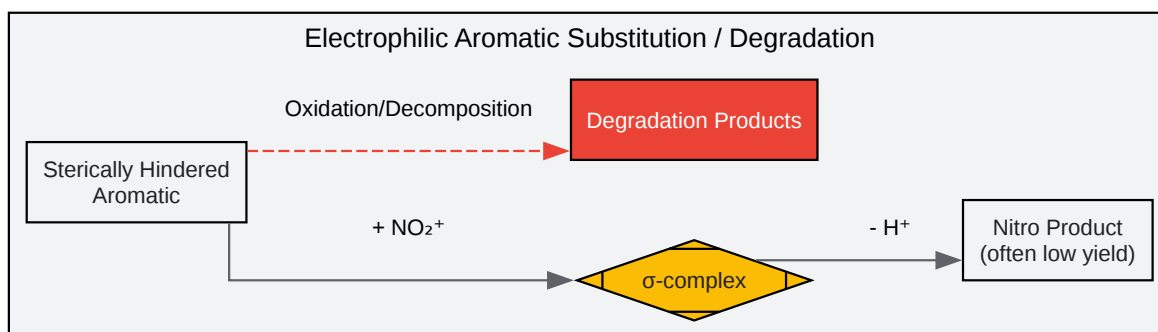 Electrophilic Aromatic Substitution / Degradation
Oxidation/Decomposition
Degradation Products
Sterically Hindered
Aromatic
+ NO₂⁺
- H⁺
Nitro Product
(often low yield)
σ-complex